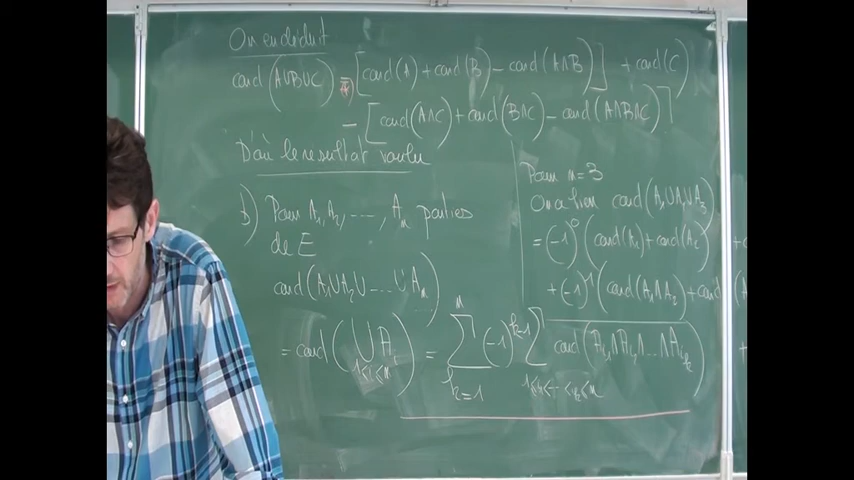 On en déduit
card(A∪B∪C) =(*) [card(A) + card(B) - card(A∩B)] + card(C)
- [card(A∩C) + card(B∩C) - card(A∩B∩C)]
D'où le resultat voulu
b) Pour A₁, A₂, ---, Aₙ parties
de E
card(A₁∪A₂∪...∪Aₙ)
= card(⋃_{1≤i≤n} Aᵢ) = ∑_{k=1}^{n} (-1)^{k-1} ∑_{1≤i₁<--<iₖ≤n} card(A_{i₁}∩A_{i₂}∩...∩A_{iₖ})
Pour n=3
On a bien card(A₁∪A₂∪A₃)
= (-1)⁰ (card(A₁) + card(A₂) +
+ (-1)¹ (card(A₁∩A₂) + card (A
+